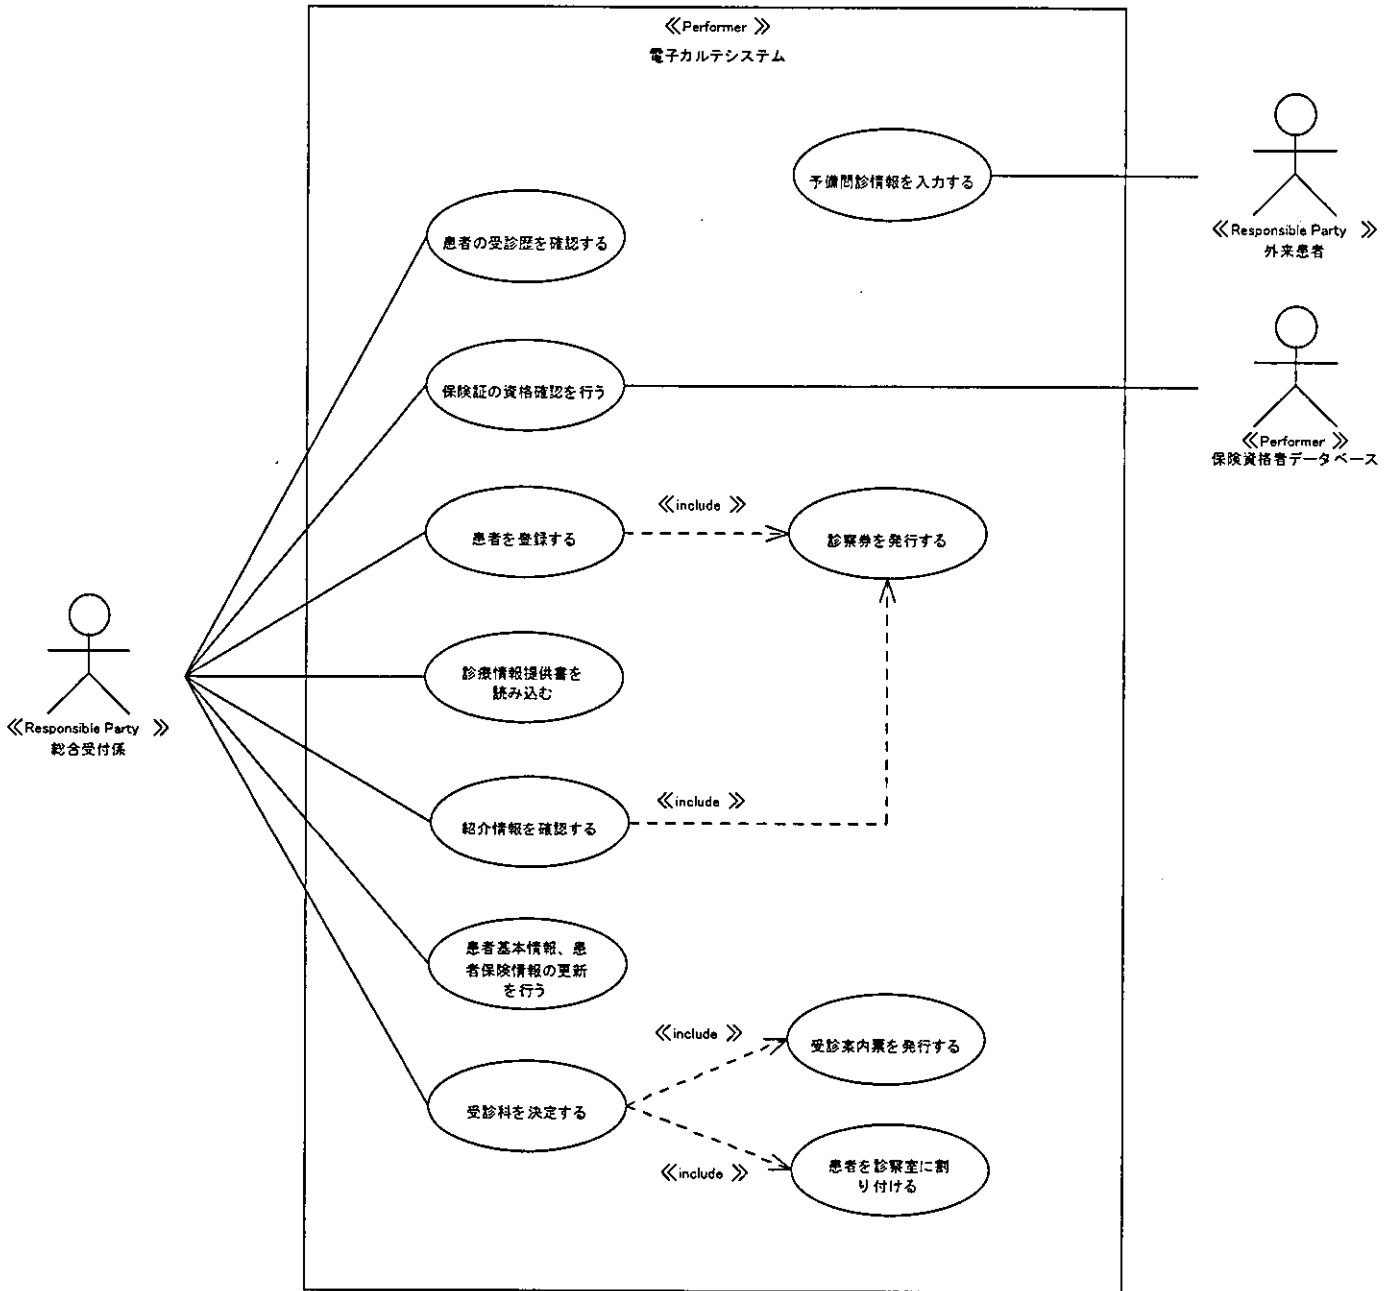 ≪Performer ≫
電子カルテシステム
予備問診情報を入力する
≪Responsible Party ≫
外来患者
患者の受診歴を確認する
保険証の資格確認を行う
≪Performer ≫
保険資格者データベース
患者を登録する
≪include ≫
診察券を発行する
≪Responsible Party ≫
総合受付係
診療情報提供書を
読み込む
紹介情報を確認する
≪include ≫
患者基本情報、患
者保険情報の更新
を行う
受診科を決定する
≪include ≫
受診案内票を発行する
≪include ≫
患者を診察室に割
り付ける